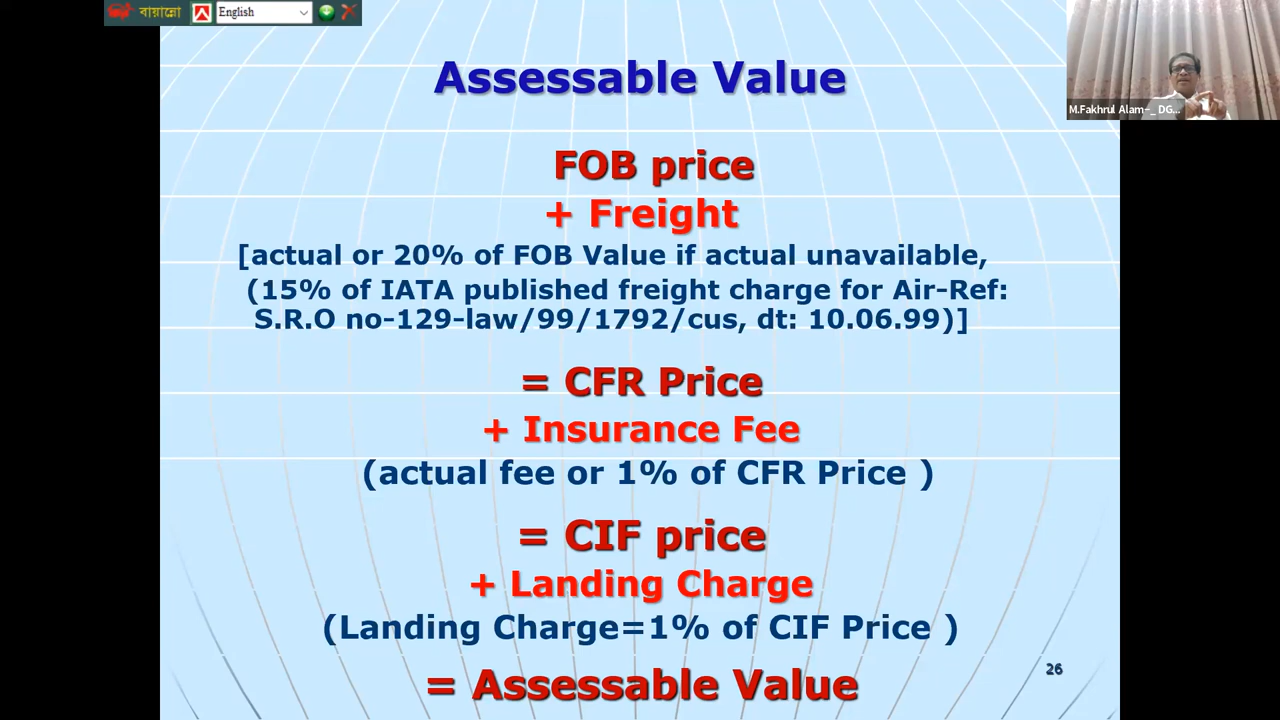 বায়ান্নো
English
Assessable Value
M.Fakhrul Alam-_ DG...
FOB price
+ Freight
[actual or 20% of FOB Value if actual unavailable,
(15% of IATA published freight charge for Air-Ref:
S.R.O no-129-law/99/1792/cus, dt: 10.06.99)]
= CFR Price
+ Insurance Fee
(actual fee or 1% of CFR Price )
= CIF price
+ Landing Charge
(Landing Charge=1% of CIF Price )
26
= Assessable Value